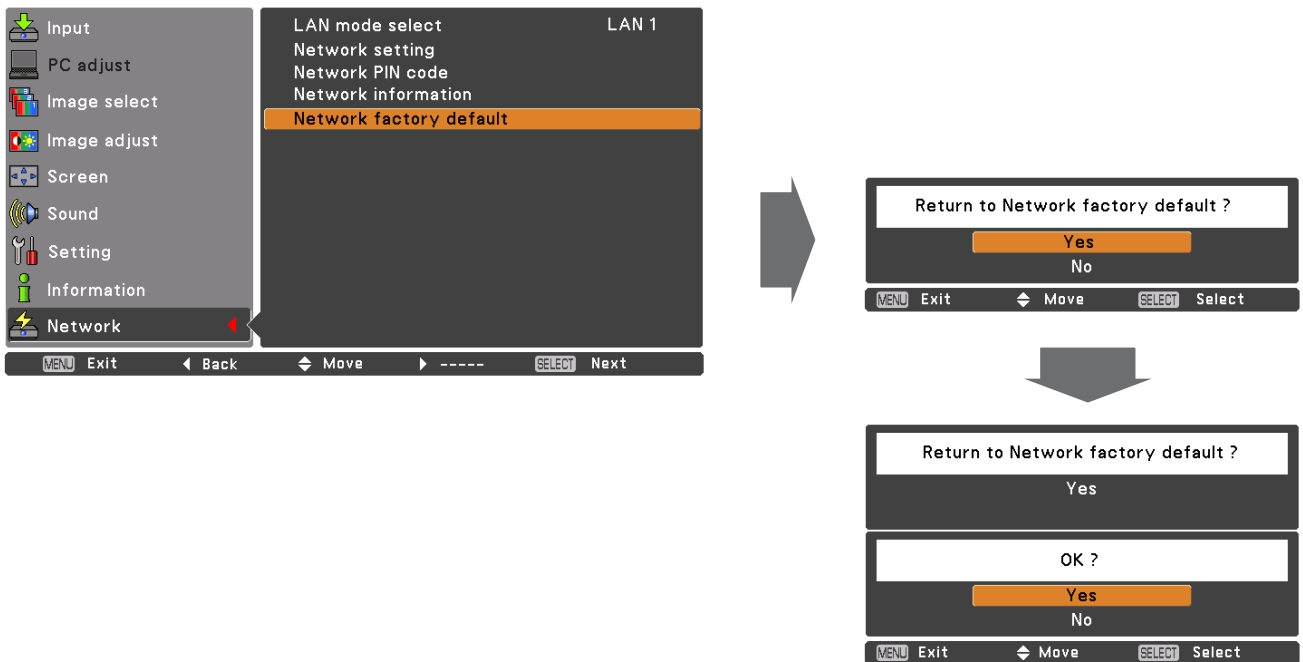 Input
PC adjust
Image select
Image adjust
Screen
Sound
Setting
Information
Network
LAN mode select LAN 1
Network setting
Network PIN code
Network information
Network factory default
MENU Exit Back Move ----- SELECT Next
Return to Network factory default ?
Yes
No
MENU Exit Move SELECT Select
Return to Network factory default ?
Yes
OK ?
Yes
No
MENU Exit Move SELECT Select